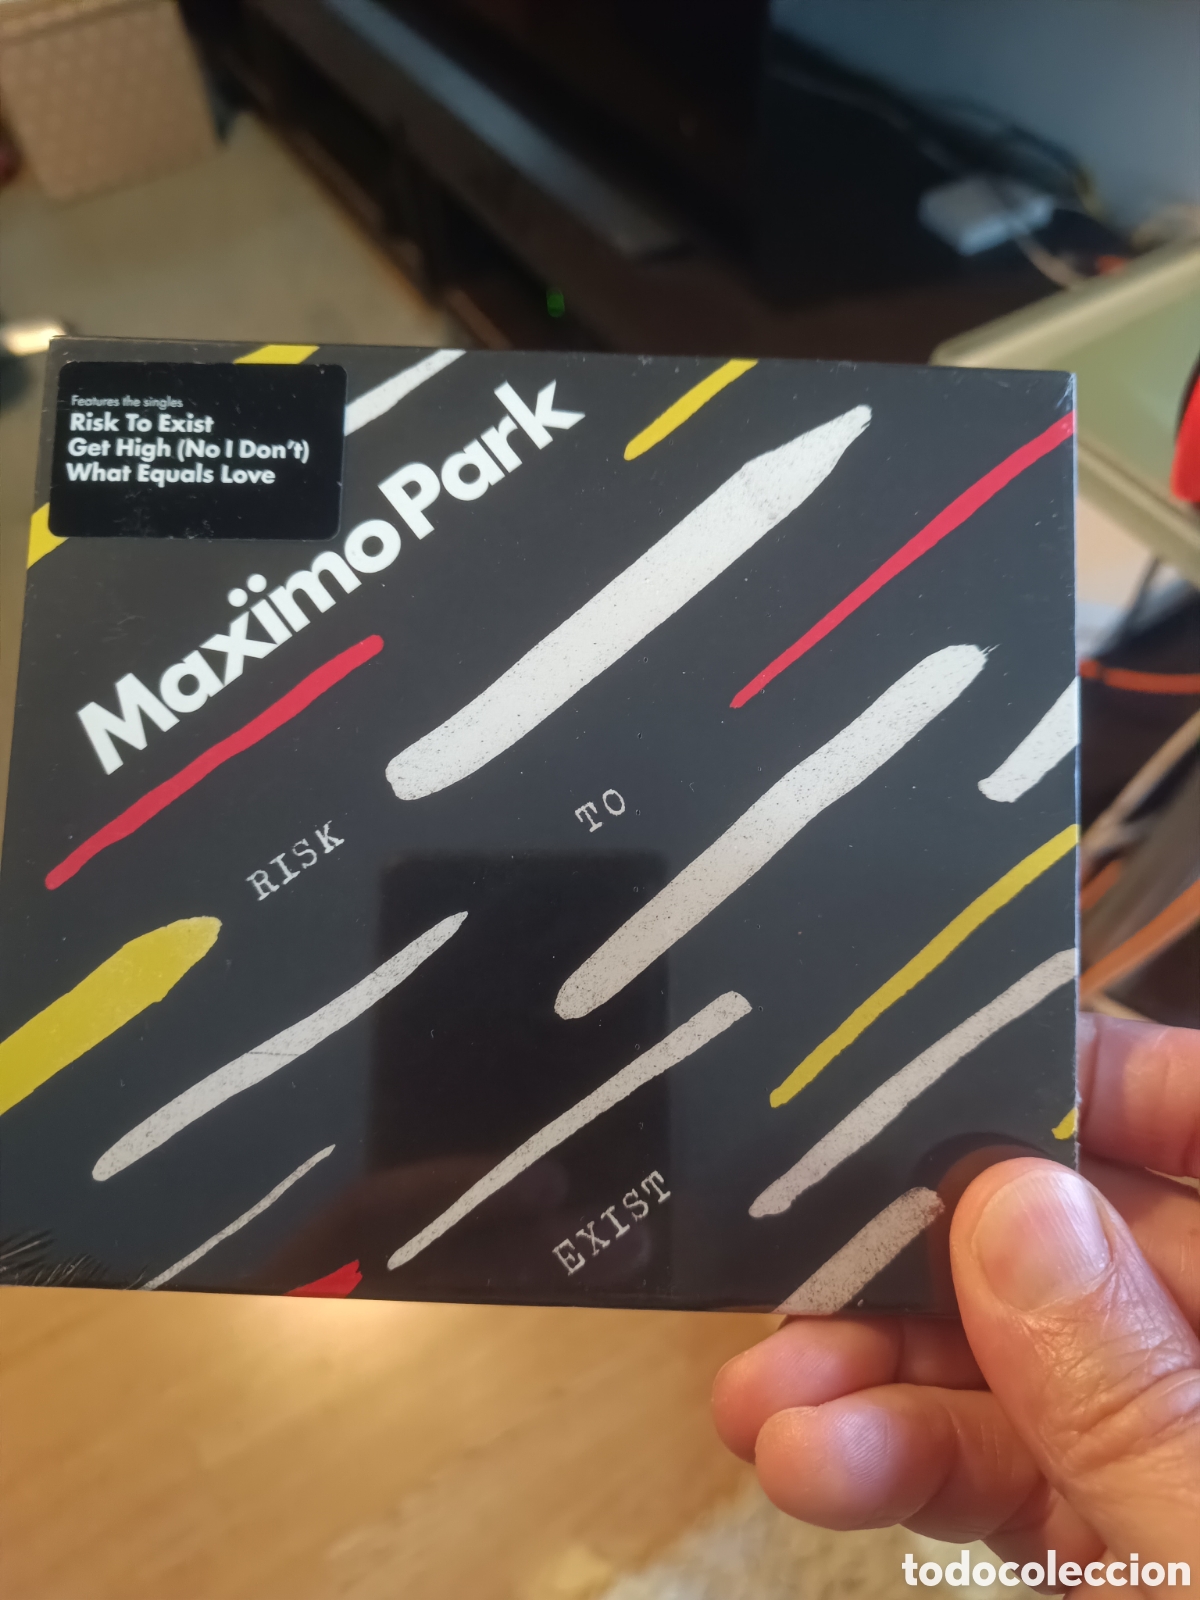 Features the singles
Risk To Exist
Get High (No I Don't)
What Equals Love
Maxïmo Park
RISK TO
EXIST
todocoleccion